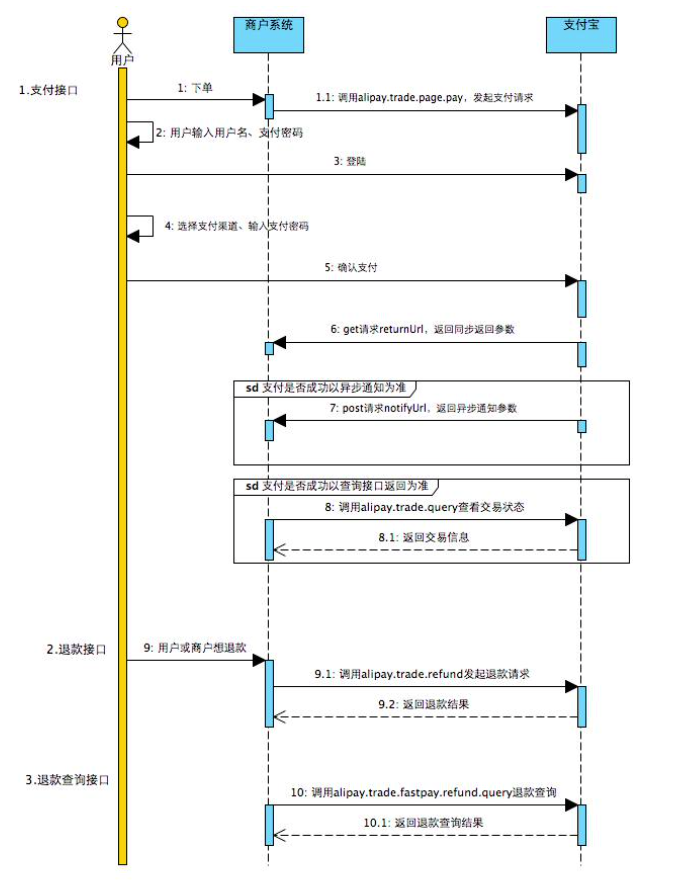 商户系统
支付宝
用户
1.支付接口
1: 下单
1.1: 调用alipay.trade.page.pay，发起支付请求
2: 用户输入用户名、支付密码
3: 登陆
4: 选择支付渠道、输入支付密码
5: 确认支付
6: get请求returnUrl，返回同步返回参数
sd 支付是否成功以异步通知为准
7: post请求notifyUrl，返回异步通知参数
sd 支付是否成功以查询接口返回为准
8: 调用alipay.trade.query查看交易状态
8.1: 返回交易信息
2.退款接口
9: 用户或商户想退款
9.1: 调用alipay.trade.refund发起退款请求
9.2: 返回退款结果
3.退款查询接口
10: 调用alipay.trade.fastpay.refund.query退款查询
10.1: 返回退款查询结果